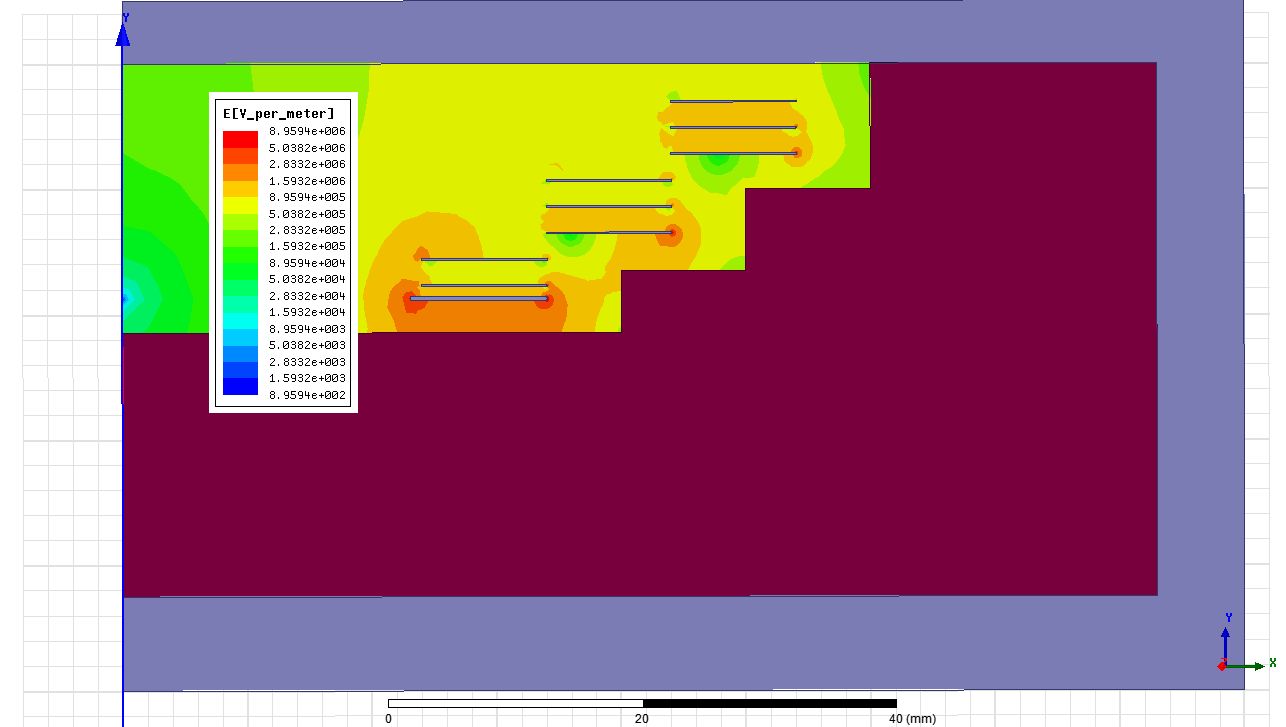 Y
E[V_per_meter]
8.9594e+006
5.0382e+006
2.8332e+006
1.5932e+006
8.9594e+005
5.0382e+005
2.8332e+005
1.5932e+005
8.9594e+004
5.0382e+004
2.8332e+004
1.5932e+004
8.9594e+003
5.0382e+003
2.8332e+003
1.5932e+003
8.9594e+002
Y
X
0 20 40 (mm)